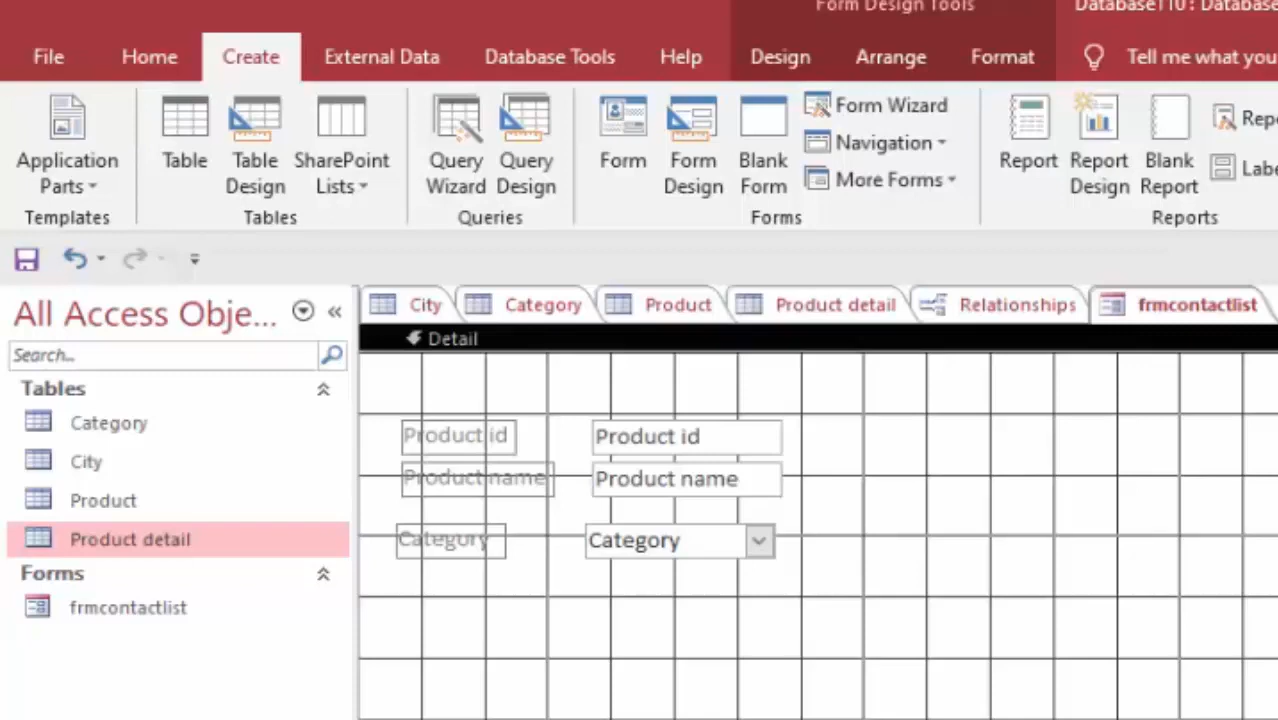 Form Design Tools
Database110 : Database
File Home Create External Data Database Tools Help Design Arrange Format Tell me what you
Application Parts
Table
Table Design
SharePoint Lists
Query Wizard
Query Design
Form
Form Design
Blank Form
Form Wizard
Navigation
More Forms
Report
Report Design
Blank Report
Templates Tables Queries Forms Reports
All Access Obje...
City Category Product Product detail Relationships frmcontactlist
Search...
Detail
Tables
Category
City
Product
Product detail
Forms
frmcontactlist
Product id Product id
Product name Product name
Category Category